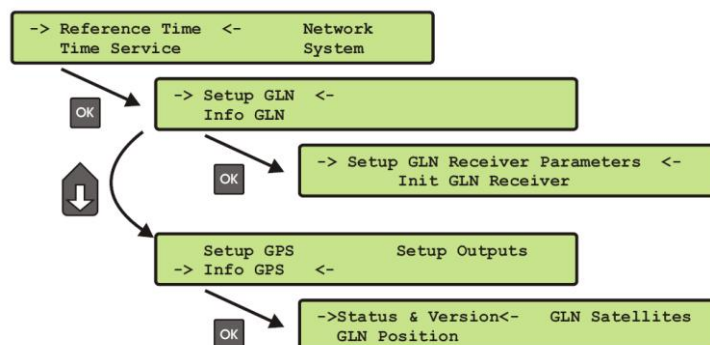 -> Reference Time <- Network
Time Service System
OK
-> Setup GLN <-
Info GLN
OK
-> Setup GLN Receiver Parameters <-
Init GLN Receiver
Setup GPS Setup Outputs
-> Info GPS <-
OK
->Status & Version<- GLN Satellites
GLN Position